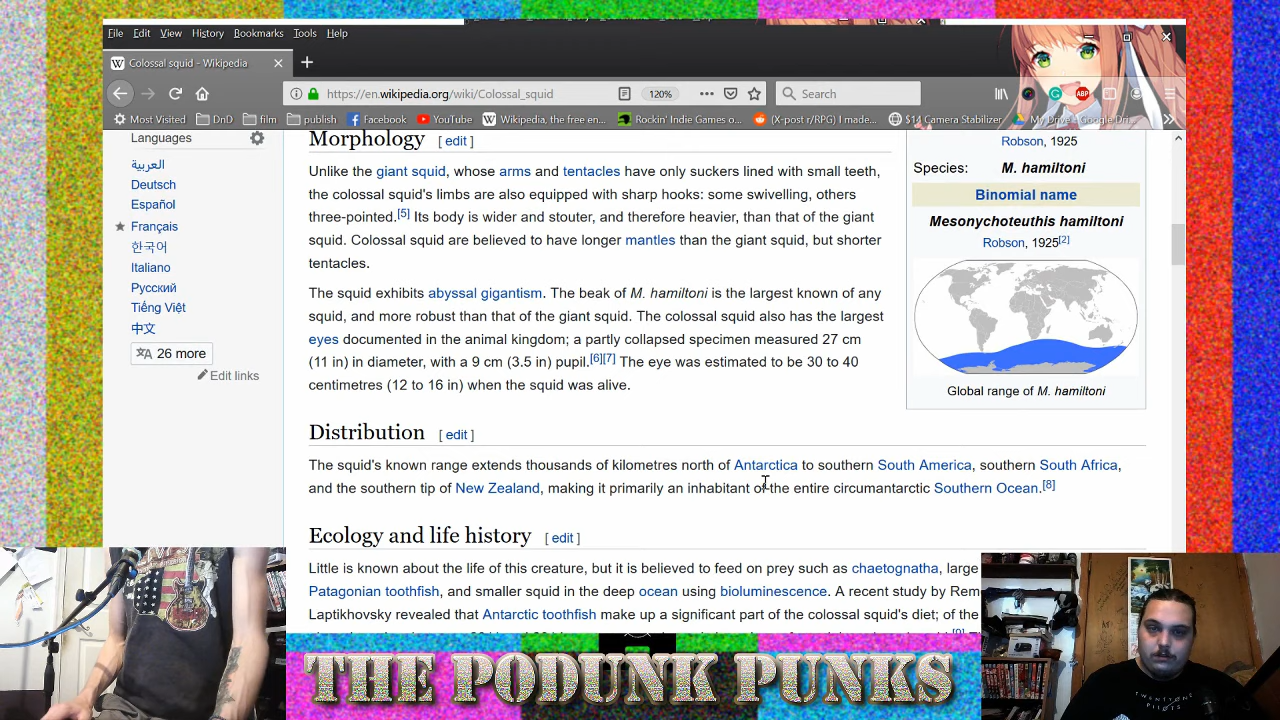 File Edit View History Bookmarks Tools Help
W Colossal squid - Wikipedia
https://en.wikipedia.org/wiki/Colossal_squid 120% Search
Most Visited DnD film publish Facebook YouTube Wikipedia, the free en... Rockin' Indie Games o... (X-post r/RPG) I made... $14 Camera Stabilizer My Drive - Google Dri...
Languages
العربية
Deutsch
Español
Français
한국어
Italiano
Русский
Tiếng Việt
中文
26 more
Edit links
Morphology [ edit ]
Unlike the giant squid, whose arms and tentacles have only suckers lined with small teeth,
the colossal squid's limbs are also equipped with sharp hooks: some swivelling, others
three-pointed.[5] Its body is wider and stouter, and therefore heavier, than that of the giant
squid. Colossal squid are believed to have longer mantles than the giant squid, but shorter
tentacles.
The squid exhibits abyssal gigantism. The beak of M. hamiltoni is the largest known of any
squid, and more robust than that of the giant squid. The colossal squid also has the largest
eyes documented in the animal kingdom; a partly collapsed specimen measured 27 cm
(11 in) in diameter, with a 9 cm (3.5 in) pupil.[6][7] The eye was estimated to be 30 to 40
centimetres (12 to 16 in) when the squid was alive.
Robson, 1925
Species: M. hamiltoni
Binomial name
Mesonychoteuthis hamiltoni
Robson, 1925[2]
Global range of M. hamiltoni
Distribution [ edit ]
The squid's known range extends thousands of kilometres north of Antarctica to southern South America, southern South Africa,
and the southern tip of New Zealand, making it primarily an inhabitant of the entire circumantarctic Southern Ocean.[8]
Ecology and life history [ edit ]
Little is known about the life of this creature, but it is believed to feed on prey such as chaetognatha, large
Patagonian toothfish, and smaller squid in the deep ocean using bioluminescence. A recent study by Rem
Laptikhovsky revealed that Antarctic toothfish make up a significant part of the colossal squid's diet; of the
THE PODUNK PUNKS
TWENTY ONE
PILOTS